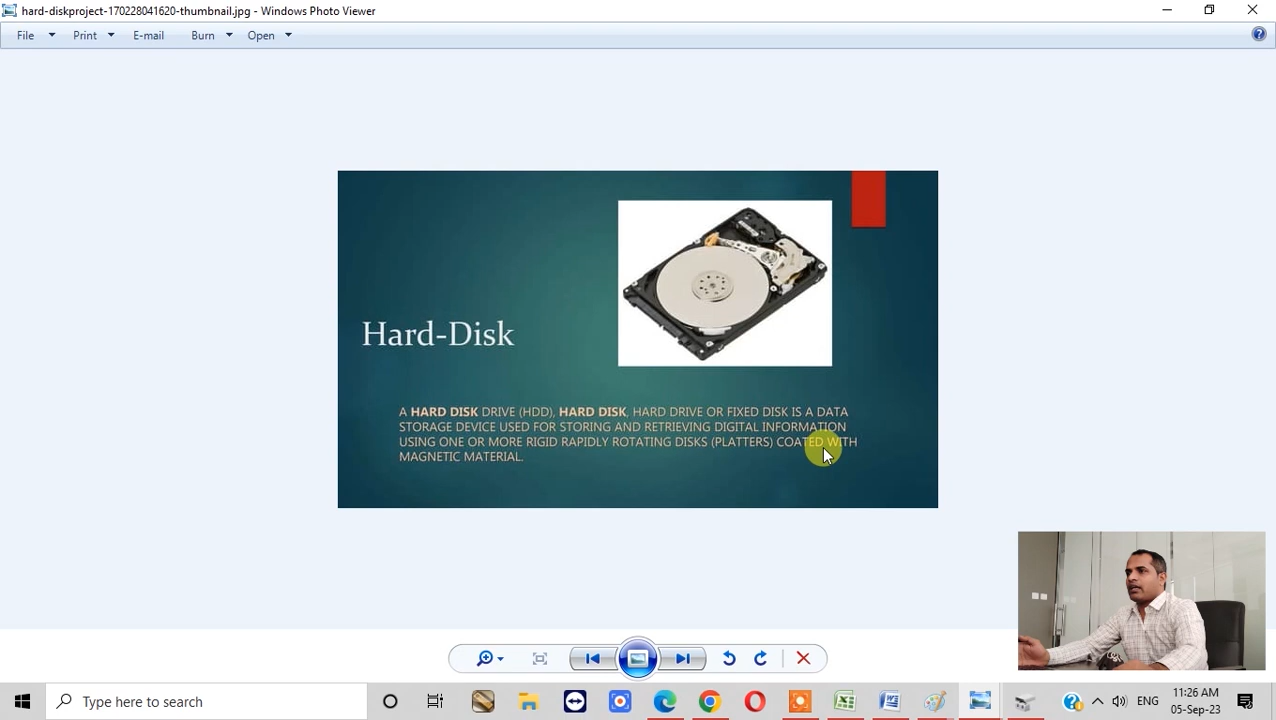 hard-diskproject-170228041620-thumbnail.jpg - Windows Photo Viewer
File Print E-mail Burn Open
Hard-Disk
A HARD DISK DRIVE (HDD), HARD DISK, HARD DRIVE OR FIXED DISK IS A DATA
STORAGE DEVICE USED FOR STORING AND RETRIEVING DIGITAL INFORMATION
USING ONE OR MORE RIGID RAPIDLY ROTATING DISKS (PLATTERS) COATED WITH
MAGNETIC MATERIAL.
Type here to search
ENG
11:26 AM
05-Sep-23